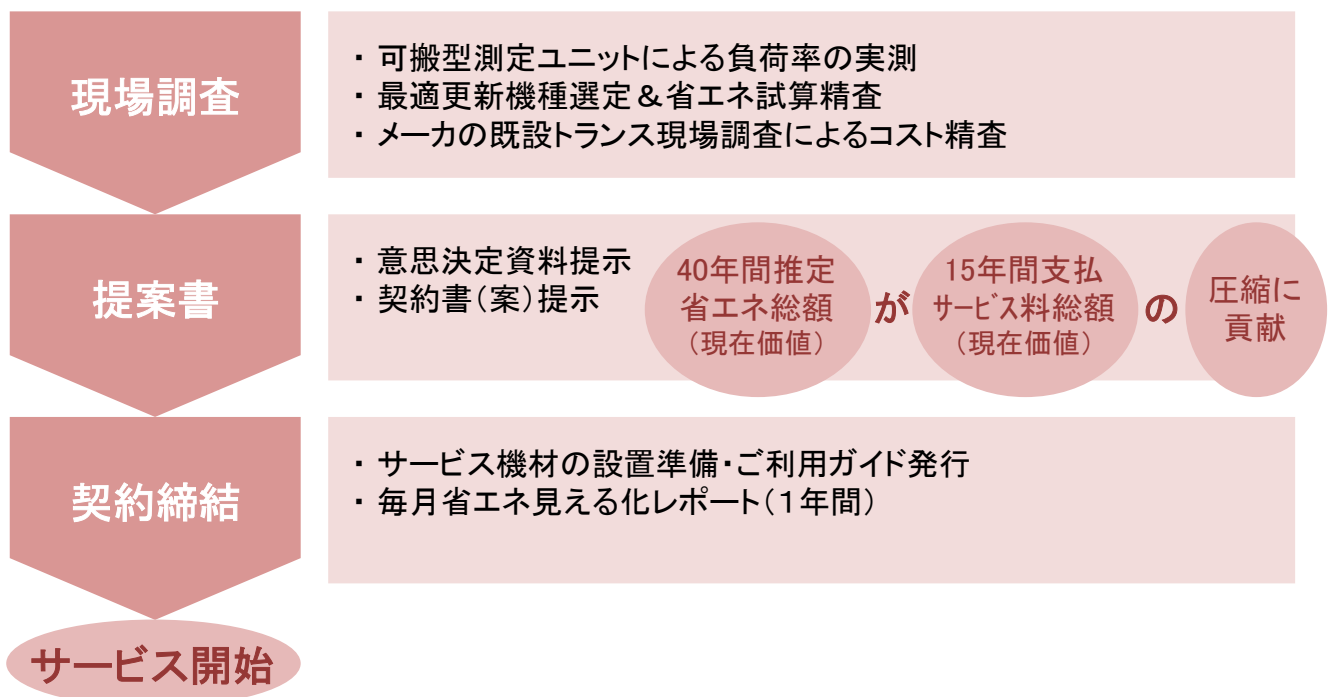 現場調査
・ 可搬型測定ユニットによる負荷率の実測
・ 最適更新機種選定＆省エネ試算精査
・ メーカの既設トランス現場調査によるコスト精査
提案書
・ 意思決定資料提示
・ 契約書（案）提示
40年間推定
省エネ総額
（現在価値）
が
15年間支払
サービス料総額
（現在価値）
の
圧縮に
貢献
契約締結
・ サービス機材の設置準備・ご利用ガイド発行
・ 毎月省エネ見える化レポート（１年間）
サービス開始